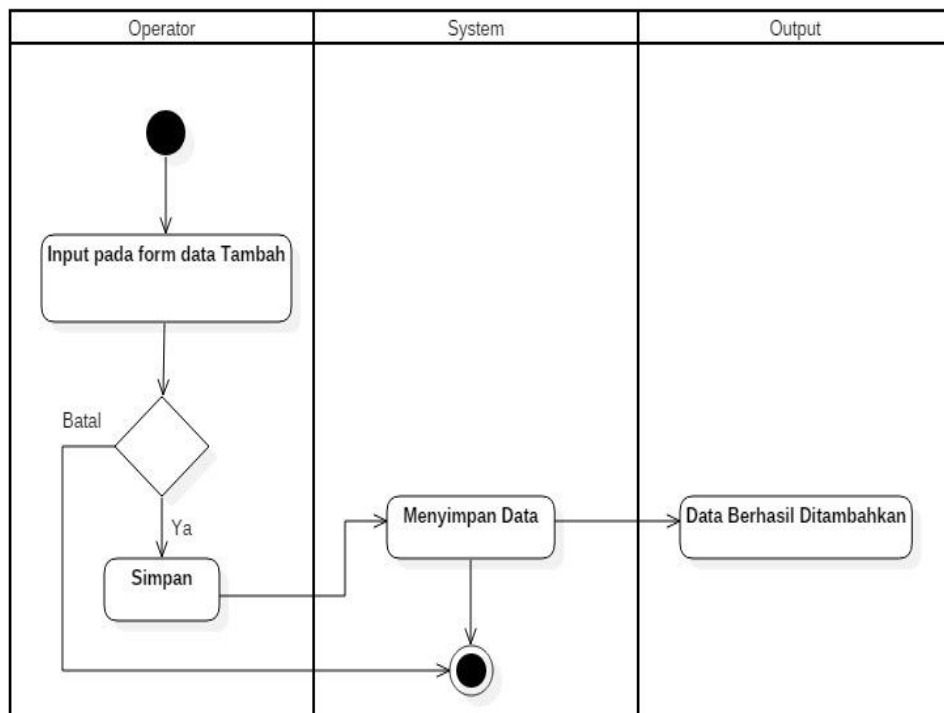 Operator
System
Output
Input pada form data Tambah
Batal
Ya
Simpan
Menyimpan Data
Data Berhasil Ditambahkan